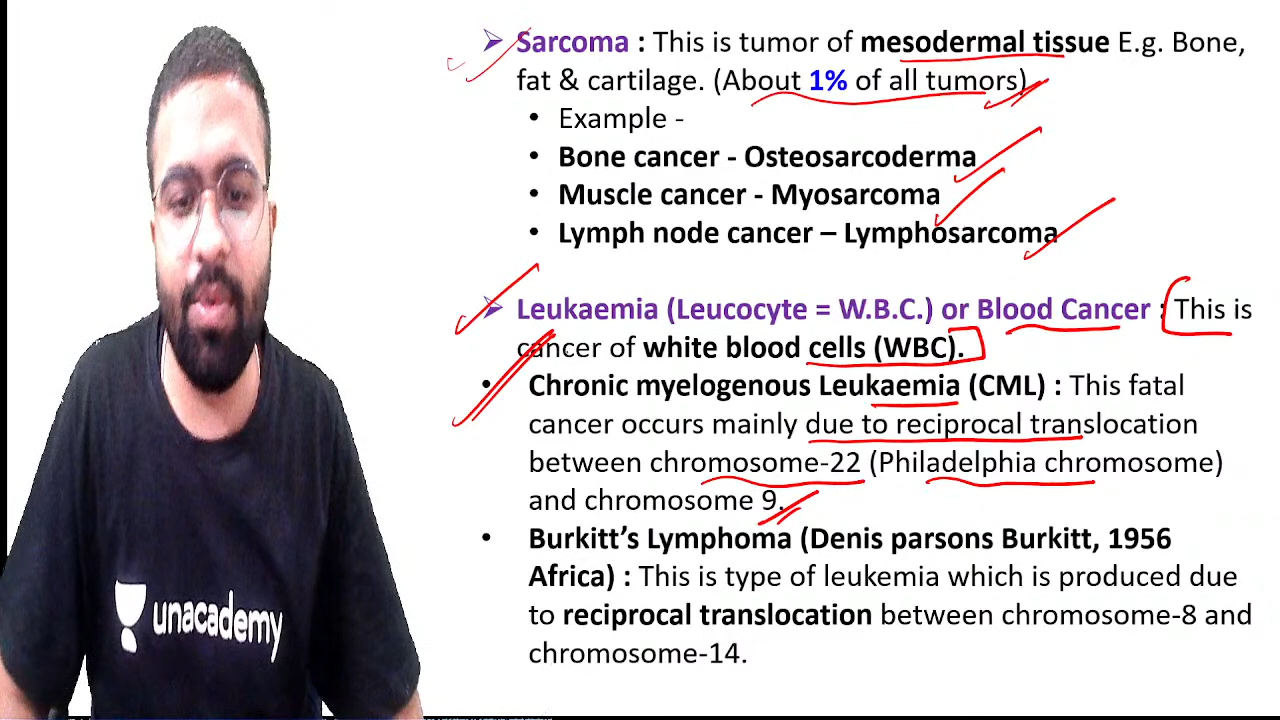 Sarcoma : This is tumor of mesodermal tissue E.g. Bone,
fat & cartilage. (About 1% of all tumors)
• Example -
• Bone cancer - Osteosarcoderma
• Muscle cancer - Myosarcoma
• Lymph node cancer – Lymphosarcoma
Leukaemia (Leucocyte = W.B.C.) or Blood Cancer : This is
cancer of white blood cells (WBC).
• Chronic myelogenous Leukaemia (CML) : This fatal
cancer occurs mainly due to reciprocal translocation
between chromosome-22 (Philadelphia chromosome)
and chromosome 9.
• Burkitt’s Lymphoma (Denis parsons Burkitt, 1956
Africa) : This is type of leukemia which is produced due
to reciprocal translocation between chromosome-8 and
chromosome-14.
unacademy